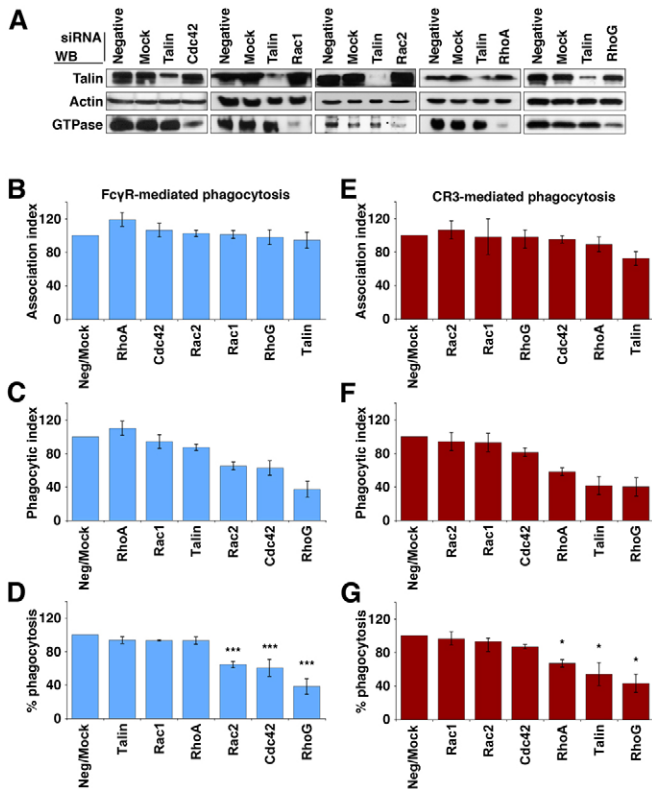 A
siRNA
WB
Negative Mock Talin Cdc42 Negative Mock Talin Rac1 Negative Mock Talin Rac2 Negative Mock Talin RhoA Negative Mock Talin RhoG
Talin
Actin
GTPase
B
FcγR-mediated phagocytosis
Association index
120
80
40
0
Neg/Mock RhoA Cdc42 Rac2 Rac1 RhoG Talin
E
CR3-mediated phagocytosis
Association index
120
80
40
0
Neg/Mock Rac2 Rac1 RhoG Cdc42 RhoA Talin
C
Phagocytic index
120
80
40
0
Neg/Mock RhoA Rac1 Talin Rac2 Cdc42 RhoG
F
Phagocytic index
120
80
40
0
Neg/Mock Rac2 Rac1 Cdc42 RhoA Talin RhoG
D
% phagocytosis
120
80
40
0
*** *** ***
Neg/Mock Talin Rac1 RhoA Rac2 Cdc42 RhoG
G
% phagocytosis
120
80
40
0
* * *
Neg/Mock Rac1 Rac2 Cdc42 RhoA Talin RhoG